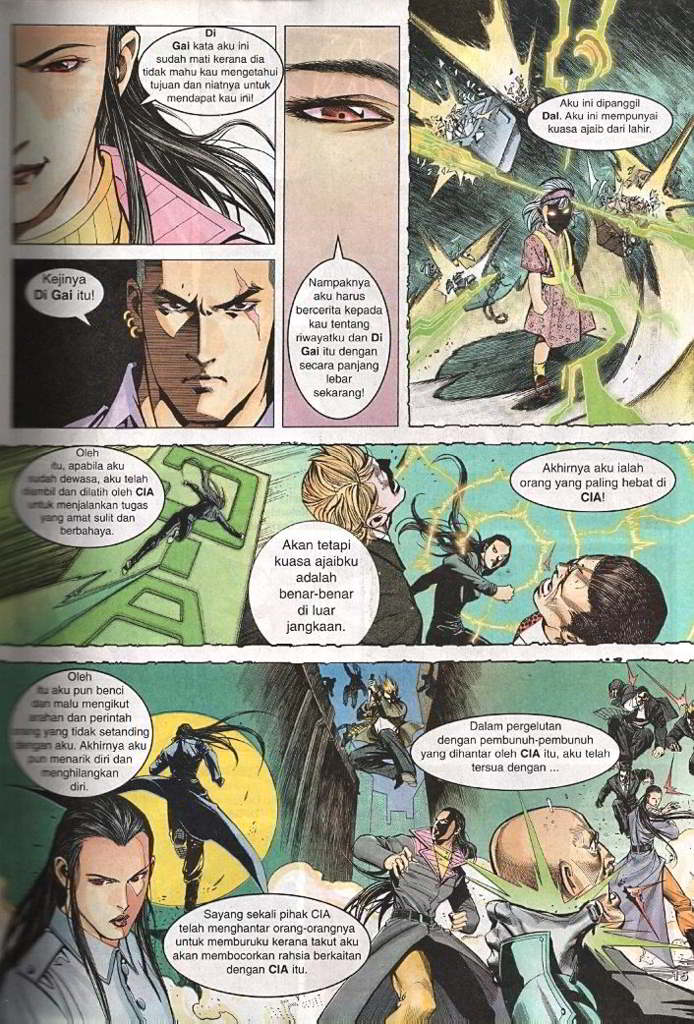 Di
Gai kata aku ini
sudah mati kerana dia
tidak mahu kau mengetahui
tujuan dan niatnya untuk
mendapat kau ini!
Kejinya
Di Gai itu!
Nampaknya
aku harus
bercerita kepada
kau tentang
riwayatku dan Di
Gai itu dengan
secara panjang
lebar
sekarang!
Aku ini dipanggil
Dal. Aku ini mempunyai
kuasa ajaib dari lahir.
Oleh
itu, apabila aku
sudah dewasa, aku telah
diambil dan dilatih oleh CIA
untuk menjalankan tugas
yang amat sulit dan
berbahaya.
Akan tetapi
kuasa ajaibku
adalah
benar-benar
di luar
jangkaan.
Akhirnya aku ialah
orang yang paling hebat di
CIA!
Oleh
itu aku pun benci
dan malu mengikut
arahan dan perintah
orang yang tidak setanding
dengan aku. Akhirnya aku
pun menarik diri dan
menghilangkan
diri.
Sayang sekali pihak CIA
telah menghantar orang-orangnya
untuk memburuku kerana takut aku
akan membocorkan rahsia berkaitan
dengan CIA itu.
Dalam pergelutan
dengan pembunuh-pembunuh
yang dihantar oleh CIA itu, aku telah
tersua dengan ...
15